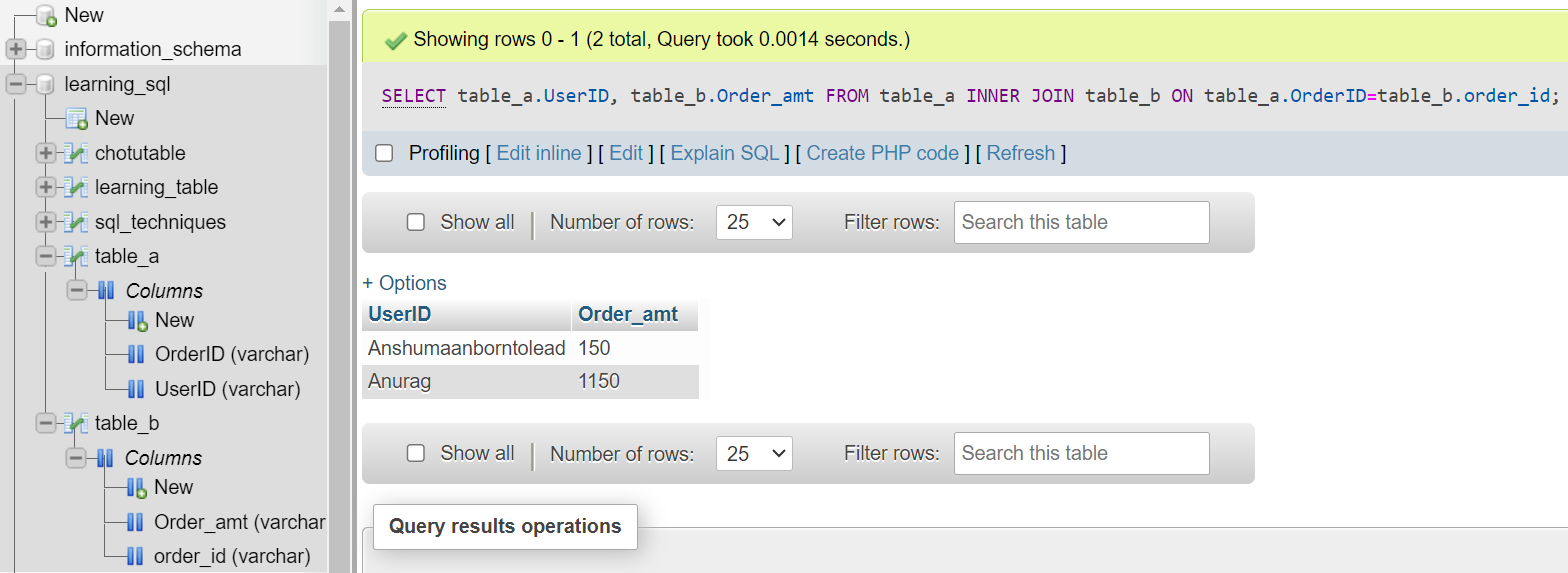 New
information_schema
learning_sql
New
chotutable
learning_table
sql_techniques
table_a
Columns
New
OrderID (varchar)
UserID (varchar)
table_b
Columns
New
Order_amt (varchar
order_id (varchar)
Showing rows 0 - 1 (2 total, Query took 0.0014 seconds.)
SELECT table_a.UserID, table_b.Order_amt FROM table_a INNER JOIN table_b ON table_a.OrderID=table_b.order_id;
Profiling [ Edit inline ] [ Edit ] [ Explain SQL ] [ Create PHP code ] [ Refresh ]
Show all | Number of rows: 25 Filter rows: Search this table
+ Options
UserID Order_amt
Anshumaanborntolead 150
Anurag 1150
Show all | Number of rows: 25 Filter rows: Search this table
Query results operations